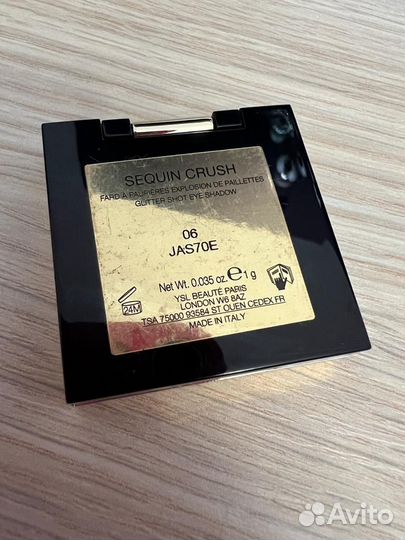 SEQUIN CRUSH
FARD À PAUPIÈRES EXPLOSION DE PAILLETTES
GLITTER SHOT EYE SHADOW
06
JAS70E
Net Wt. 0.035 oz. ℮ 1 g
24M
YSL BEAUTÉ PARIS
LONDON W6 8AZ
TSA 75000 93584 ST OUEN CEDEX FR
MADE IN ITALY
Avito